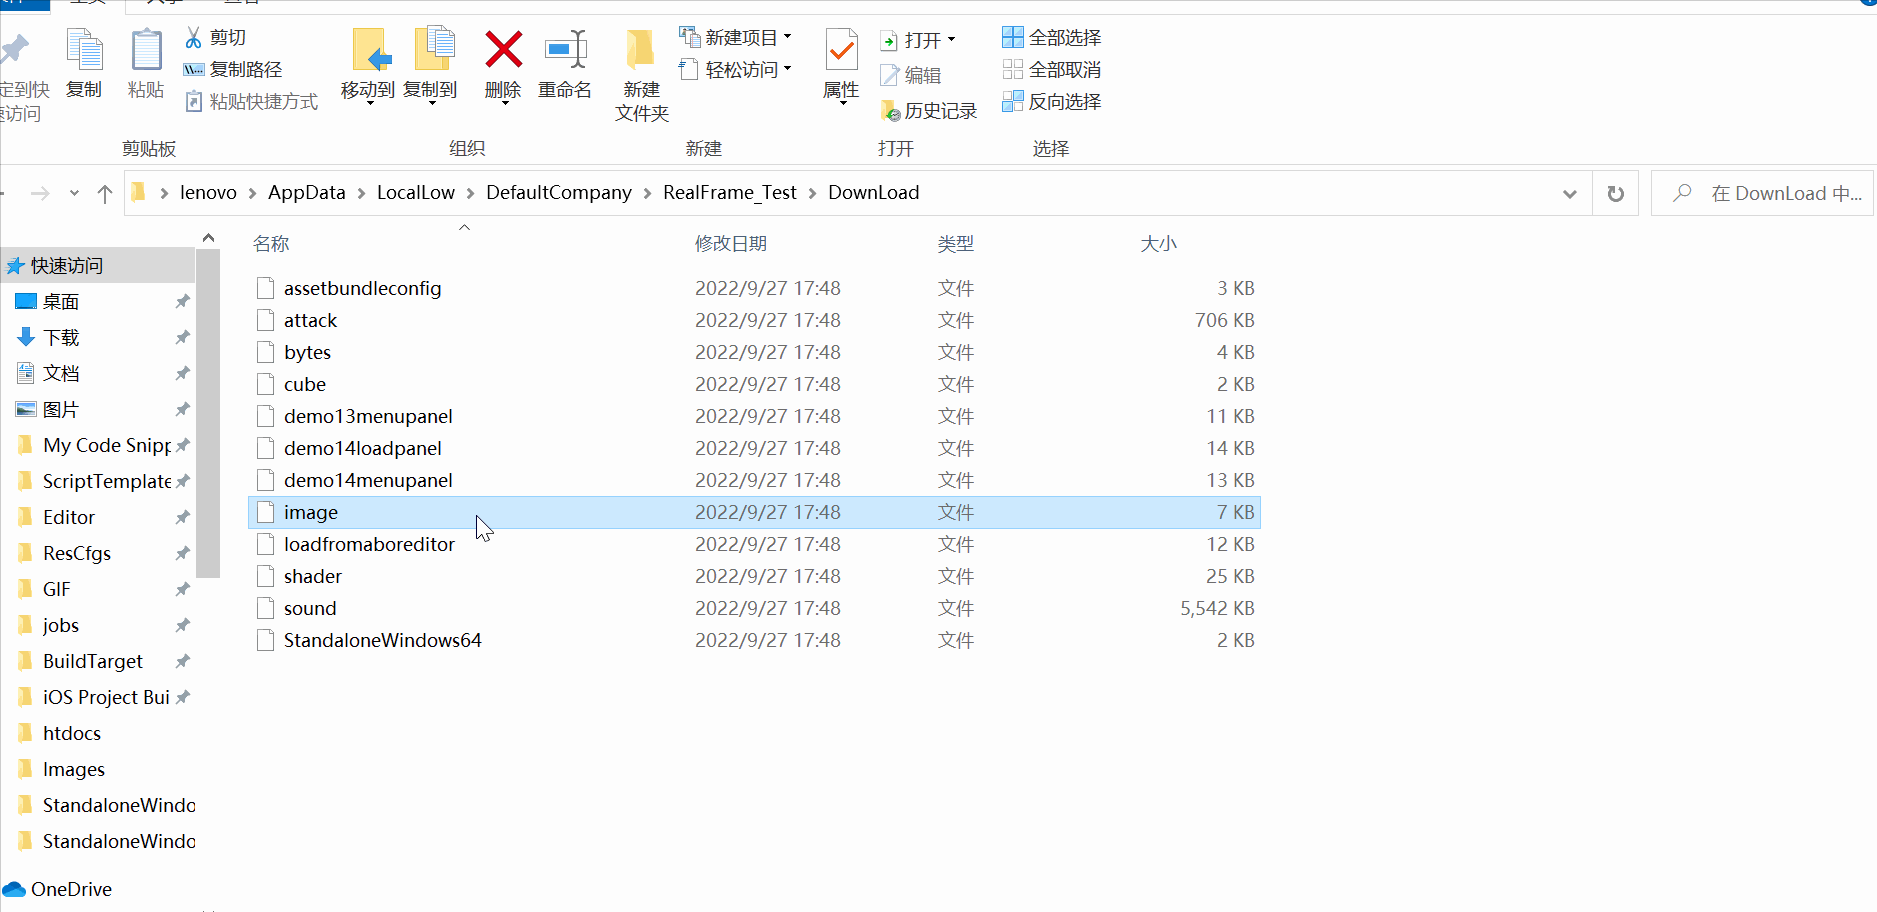 剪切
新建项目
打开
全部选择
复制路径
轻松访问
编辑
全部取消
定到快
复制
粘贴
移动到
复制到
删除
重命名
新建
属性
速访问
粘贴快捷方式
文件夹
历史记录
反向选择
剪贴板
组织
新建
打开
选择
lenovo
AppData
LocalLow
DefaultCompany
RealFrame_Test
DownLoad
在 DownLoad 中...
快速访问
桌面
下载
文档
图片
My Code Snipp
ScriptTemplate
Editor
ResCfgs
GIF
jobs
BuildTarget
iOS Project Bui
htdocs
Images
StandaloneWindo
StandaloneWindo
OneDrive
名称 修改日期 类型 大小
assetbundleconfig 2022/9/27 17:48 文件 3 KB
attack 2022/9/27 17:48 文件 706 KB
bytes 2022/9/27 17:48 文件 4 KB
cube 2022/9/27 17:48 文件 2 KB
demo13menupanel 2022/9/27 17:48 文件 11 KB
demo14loadpanel 2022/9/27 17:48 文件 14 KB
demo14menupanel 2022/9/27 17:48 文件 13 KB
image 2022/9/27 17:48 文件 7 KB
loadfromaboreditor 2022/9/27 17:48 文件 12 KB
shader 2022/9/27 17:48 文件 25 KB
sound 2022/9/27 17:48 文件 5,542 KB
StandaloneWindows64 2022/9/27 17:48 文件 2 KB